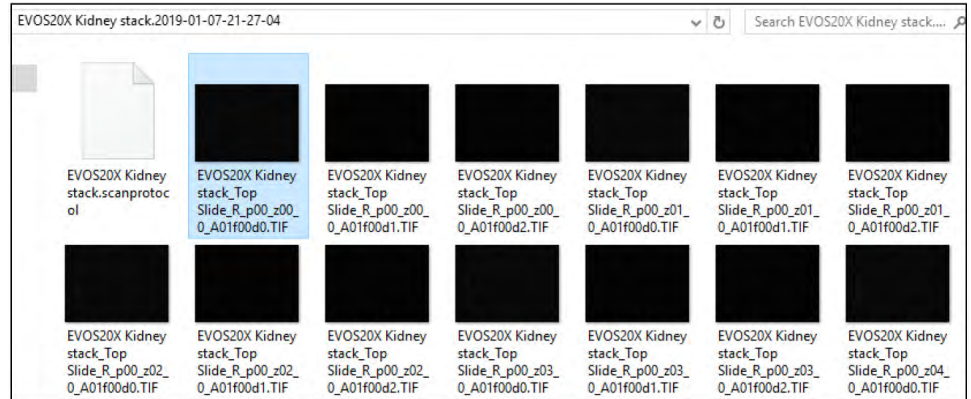 EVOS20X Kidney stack.2019-01-07-21-27-04
Search EVOS20X Kidney stack....
EVOS20X Kidney
stack.scanprotoc
ol
EVOS20X Kidney
stack_Top
Slide_R_p00_z00_
0_A01f00d0.TIF
EVOS20X Kidney
stack_Top
Slide_R_p00_z00_
0_A01f00d1.TIF
EVOS20X Kidney
stack_Top
Slide_R_p00_z00_
0_A01f00d2.TIF
EVOS20X Kidney
stack_Top
Slide_R_p00_z01_
0_A01f00d0.TIF
EVOS20X Kidney
stack_Top
Slide_R_p00_z01_
0_A01f00d1.TIF
EVOS20X Kidney
stack_Top
Slide_R_p00_z01_
0_A01f00d2.TIF
EVOS20X Kidney
stack_Top
Slide_R_p00_z02_
0_A01f00d0.TIF
EVOS20X Kidney
stack_Top
Slide_R_p00_z02_
0_A01f00d1.TIF
EVOS20X Kidney
stack_Top
Slide_R_p00_z02_
0_A01f00d2.TIF
EVOS20X Kidney
stack_Top
Slide_R_p00_z03_
0_A01f00d0.TIF
EVOS20X Kidney
stack_Top
Slide_R_p00_z03_
0_A01f00d1.TIF
EVOS20X Kidney
stack_Top
Slide_R_p00_z03_
0_A01f00d2.TIF
EVOS20X Kidney
stack_Top
Slide_R_p00_z04_
0_A01f00d0.TIF